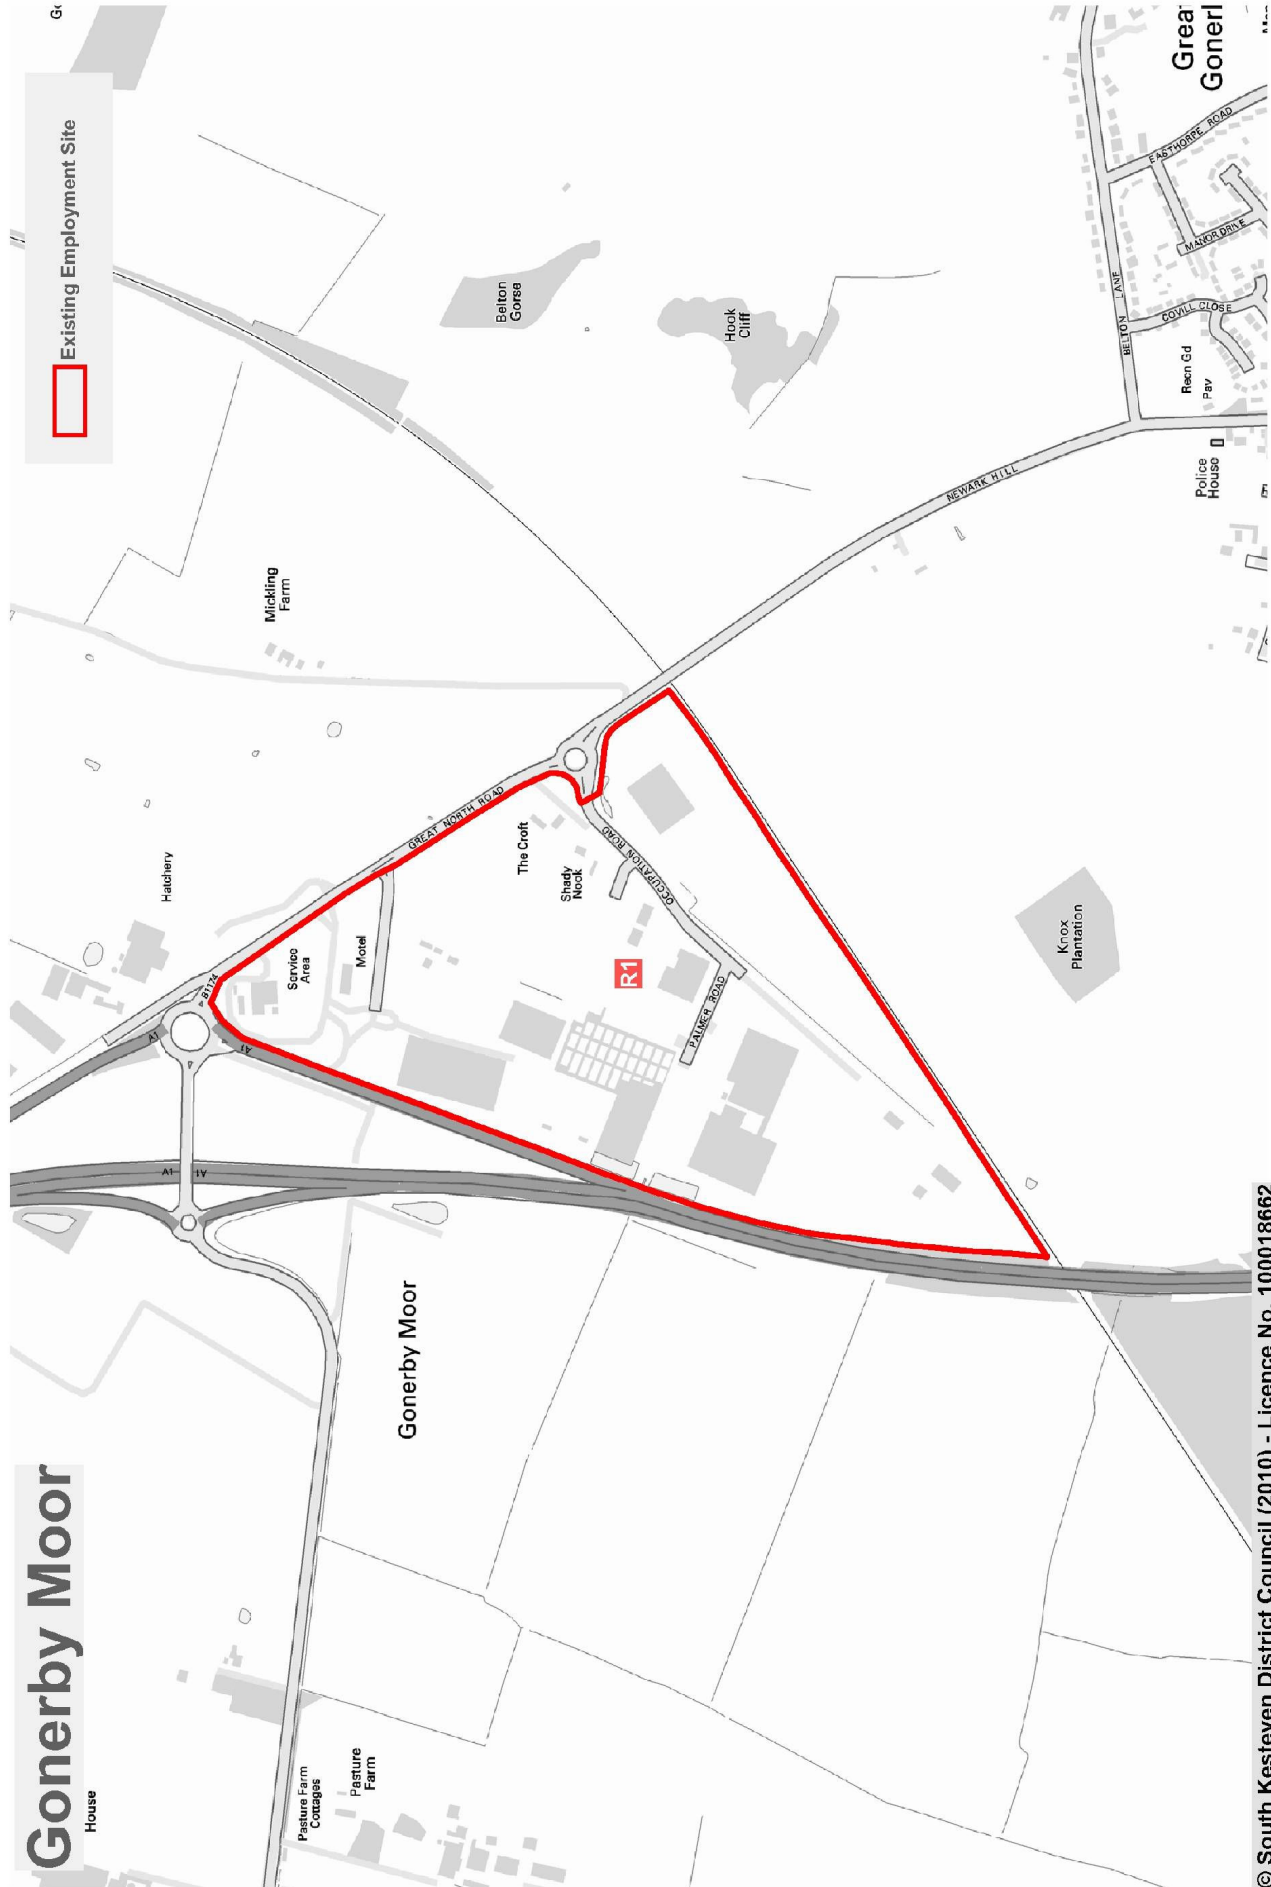 Gonerby Moor
Existing Employment Site
House
Pasture Farm
Cottages
Pasture
Farm
Gonerby Moor
A1
A1
A1
A1
B1174
Hatchery
Service
Area
Motel
GREAT NORTH ROAD
Mickling
Farm
The Croft
Shady
Nook
OCCUPATION ROAD
PALMER ROAD
R1
Belton
Gorse
Hook
Cliff
Knox
Plantation
NEWARK HILL
BELTON LANE
EASTHORPE ROAD
MANOR DRIVE
COVILL CLOSE
Recn Gd
Pav
Police
House
Grea
Gonerl
© South Kesteven District Council (2010) - Licence No. 100018662